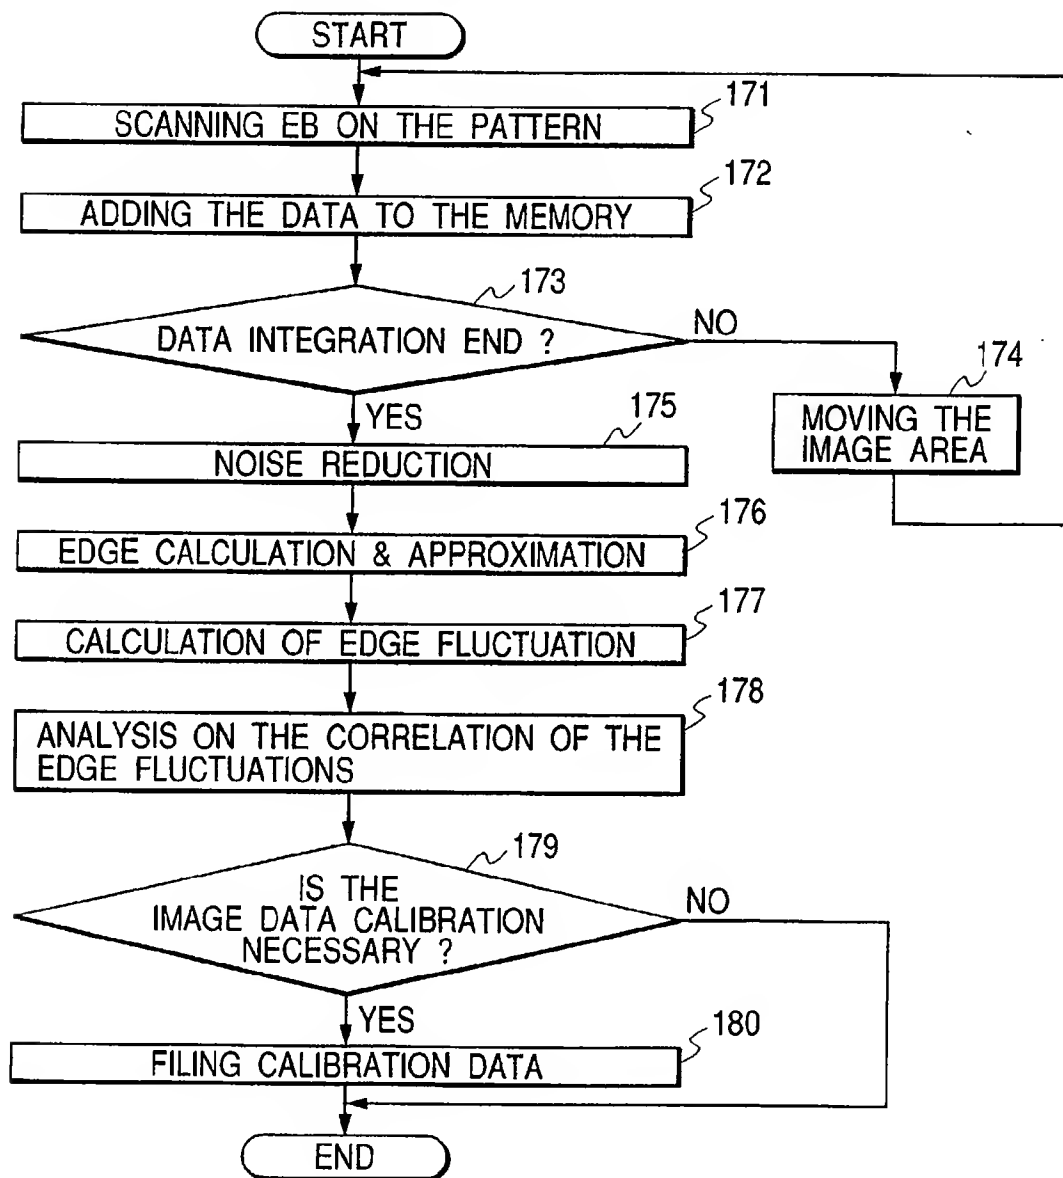 START
171
SCANNING EB ON THE PATTERN
172
ADDING THE DATA TO THE MEMORY
173
DATA INTEGRATION END ?
NO
174
MOVING THE
IMAGE AREA
YES
175
NOISE REDUCTION
176
EDGE CALCULATION & APPROXIMATION
177
CALCULATION OF EDGE FLUCTUATION
178
ANALYSIS ON THE CORRELATION OF THE
EDGE FLUCTUATIONS
179
IS THE
IMAGE DATA CALIBRATION
NECESSARY ?
NO
YES
180
FILING CALIBRATION DATA
END